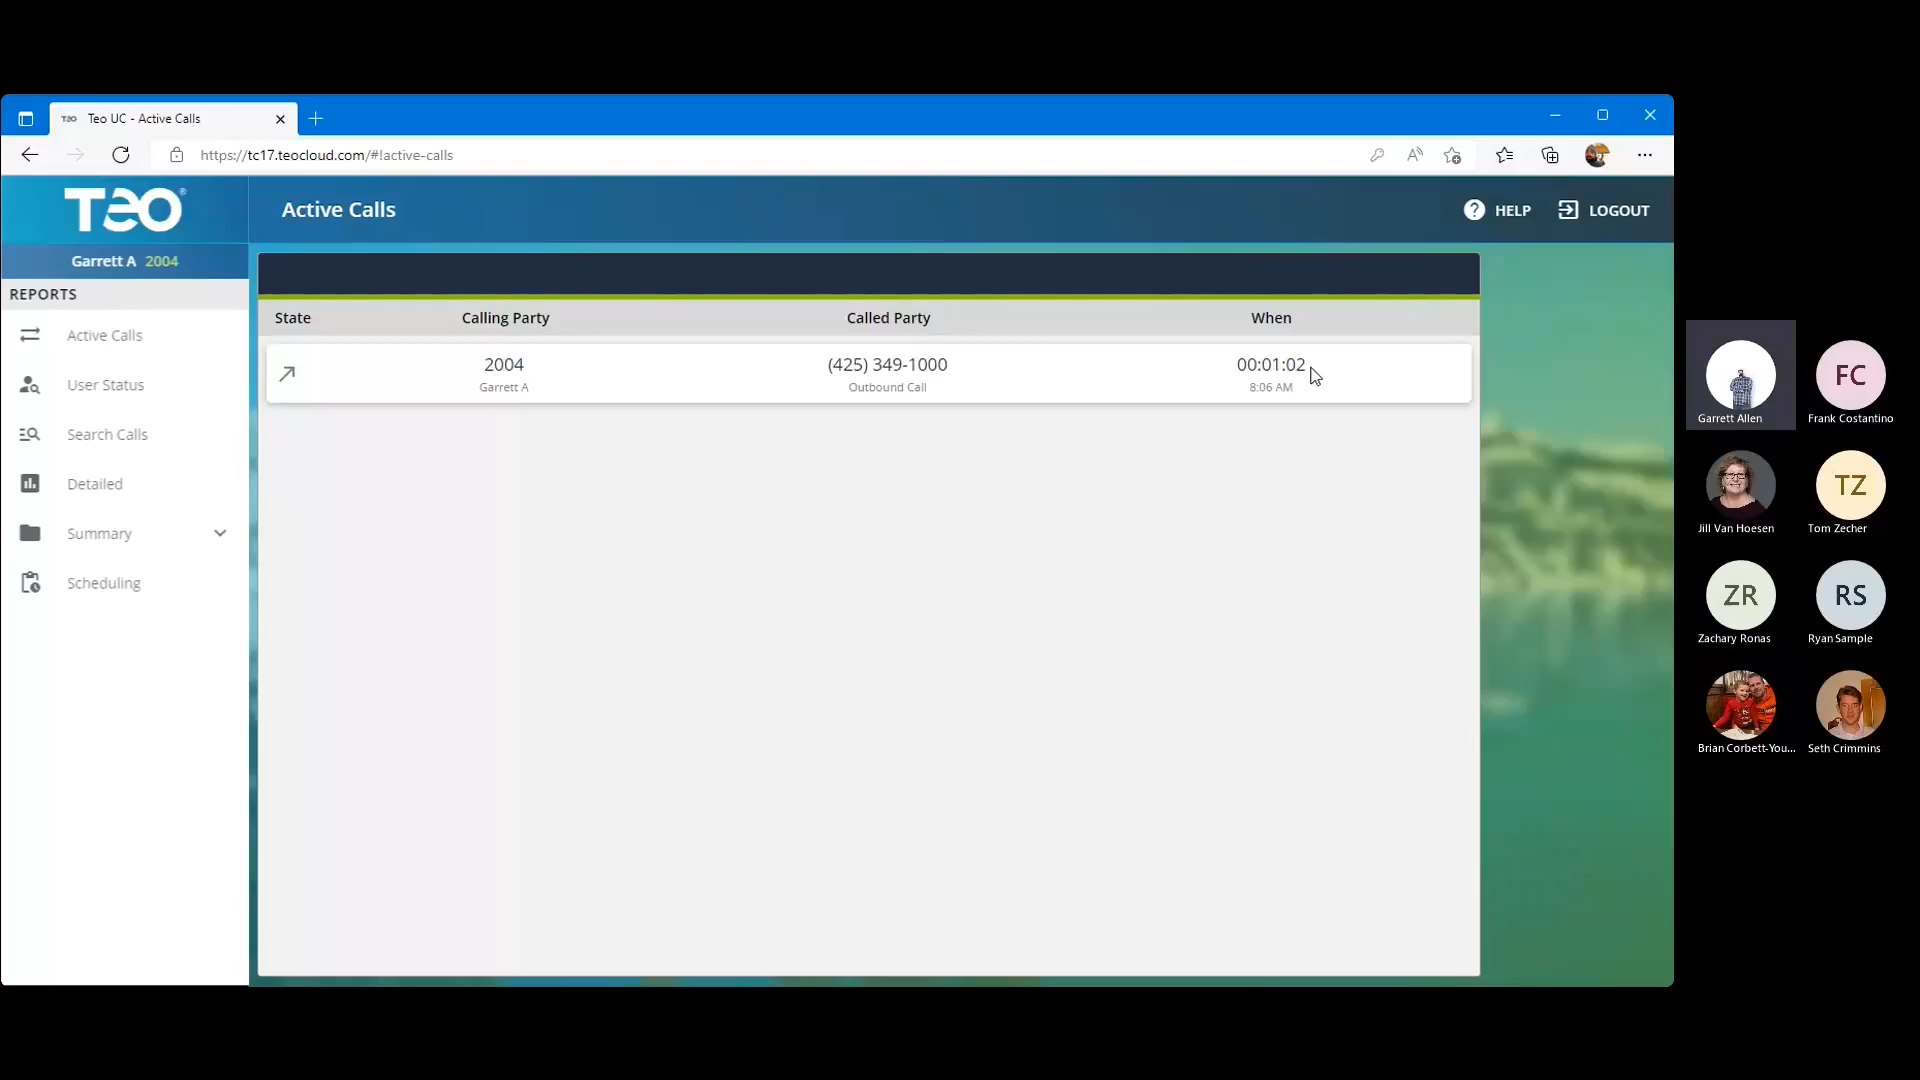 Teo UC - Active Calls
https://tc17.teocloud.com/#!active-calls
Teo®
Active Calls
HELP
LOGOUT
Garrett A 2004
REPORTS
Active Calls
User Status
Search Calls
Detailed
Summary
Scheduling
State Calling Party Called Party When
2004 (425) 349-1000 00:01:02
Garrett A Outbound Call 8:06 AM
Garrett Allen
FC
Frank Costantino
Jill Van Hoesen
TZ
Tom Zecher
ZR
Zachary Ronas
RS
Ryan Sample
Brian Corbett-You...
Seth Crimmins